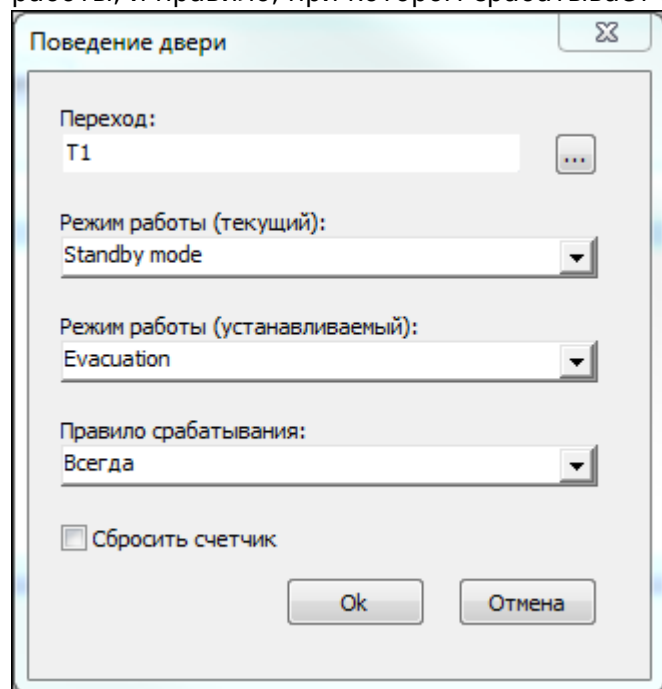 работы, и правило, при котором срабатывает
Поведение двери
Переход:
T1
...
Режим работы (текущий):
Standby mode
Режим работы (устанавливаемый):
Evacuation
Правило срабатывания:
Всегда
Сбросить счетчик
Ok Отмена